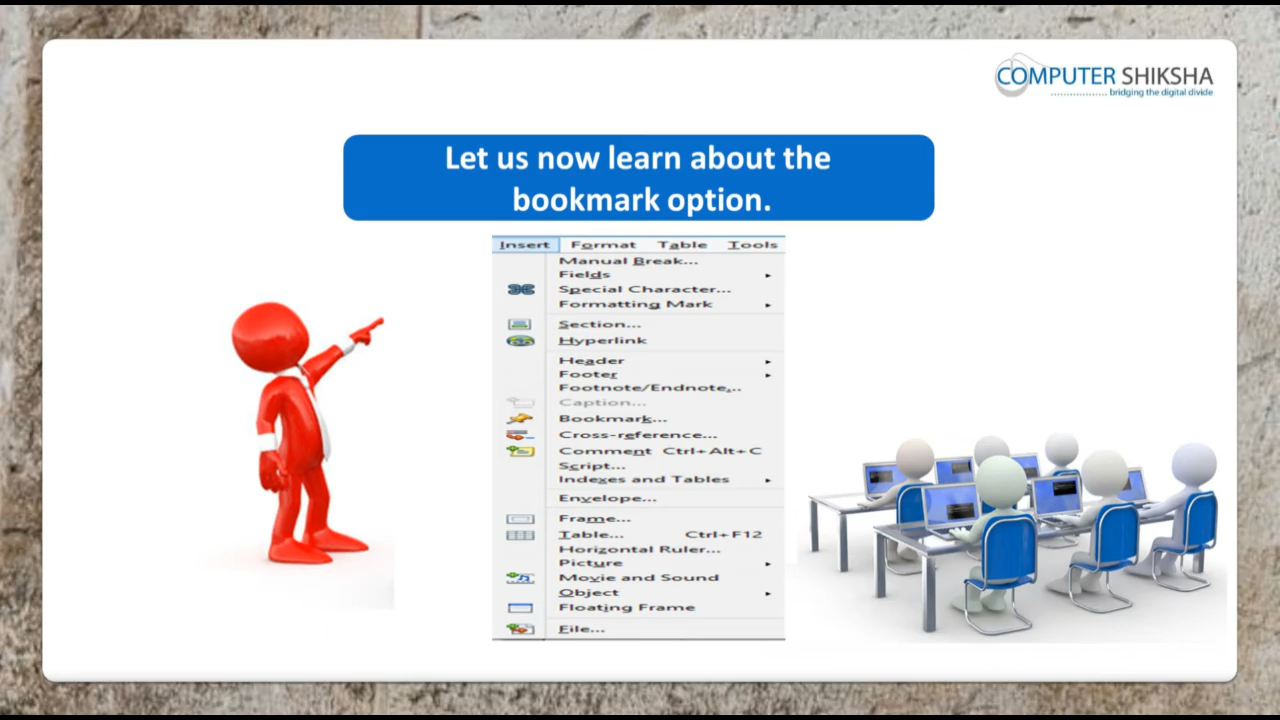 COMPUTER SHIKSHA
bridging the digital divide
Let us now learn about the
bookmark option.
Insert Format Table Tools
Manual Break...
Fields
Special Character...
Formatting Mark
Section...
Hyperlink
Header
Footer
Footnote/Endnote...
Caption...
Bookmark...
Cross-reference...
Comment Ctrl+Alt+C
Script...
Indexes and Tables
Envelope...
Frame...
Table... Ctrl+F12
Horizontal Ruler...
Picture
Movie and Sound
Object
Floating Frame
File...